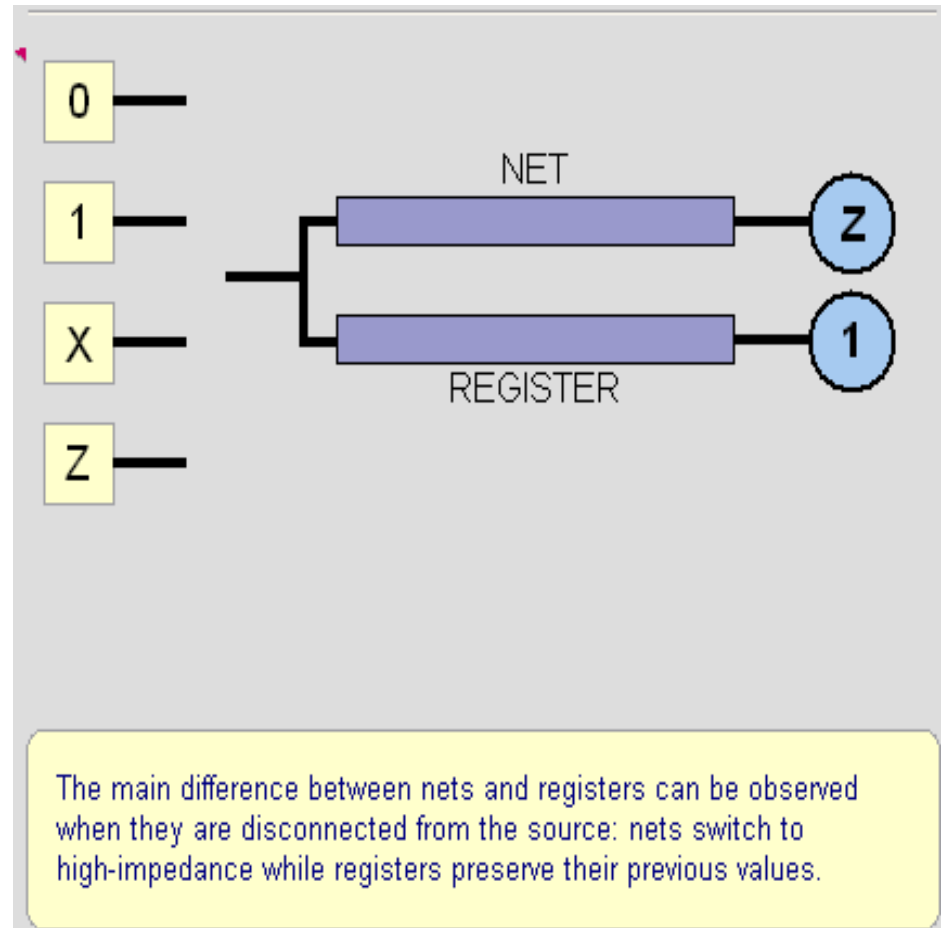 0
1
X
Z
NET
Z
1
REGISTER
The main difference between nets and registers can be observed
when they are disconnected from the source: nets switch to
high-impedance while registers preserve their previous values.